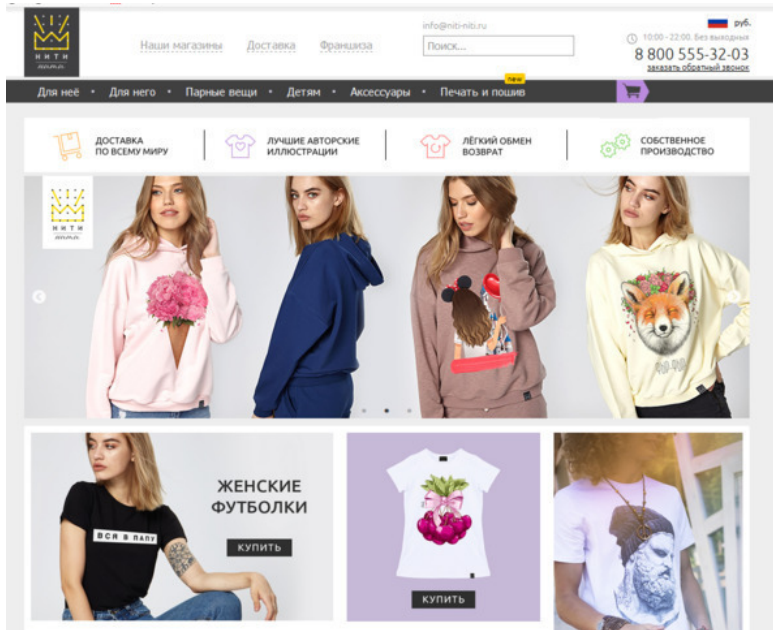 info@niti-niti.ru
руб.
10:00 - 22:00, Без выходных
Наши магазины Доставка Франшиза
Поиск...
8 800 555-32-03
заказать обратный звонок
НИТИ
new
Для неё • Для него • Парные вещи • Детям • Аксессуары • Печать и пошив
ДОСТАВКА
ПО ВСЕМУ МИРУ
ЛУЧШИЕ АВТОРСКИЕ
ИЛЛЮСТРАЦИИ
ЛЁГКИЙ ОБМЕН
ВОЗВРАТ
СОБСТВЕННОЕ
ПРОИЗВОДСТВО
НИТИ
ЖЕНСКИЕ
ФУТБОЛКИ
КУПИТЬ
ВСЯ В ПАПУ
КУПИТЬ